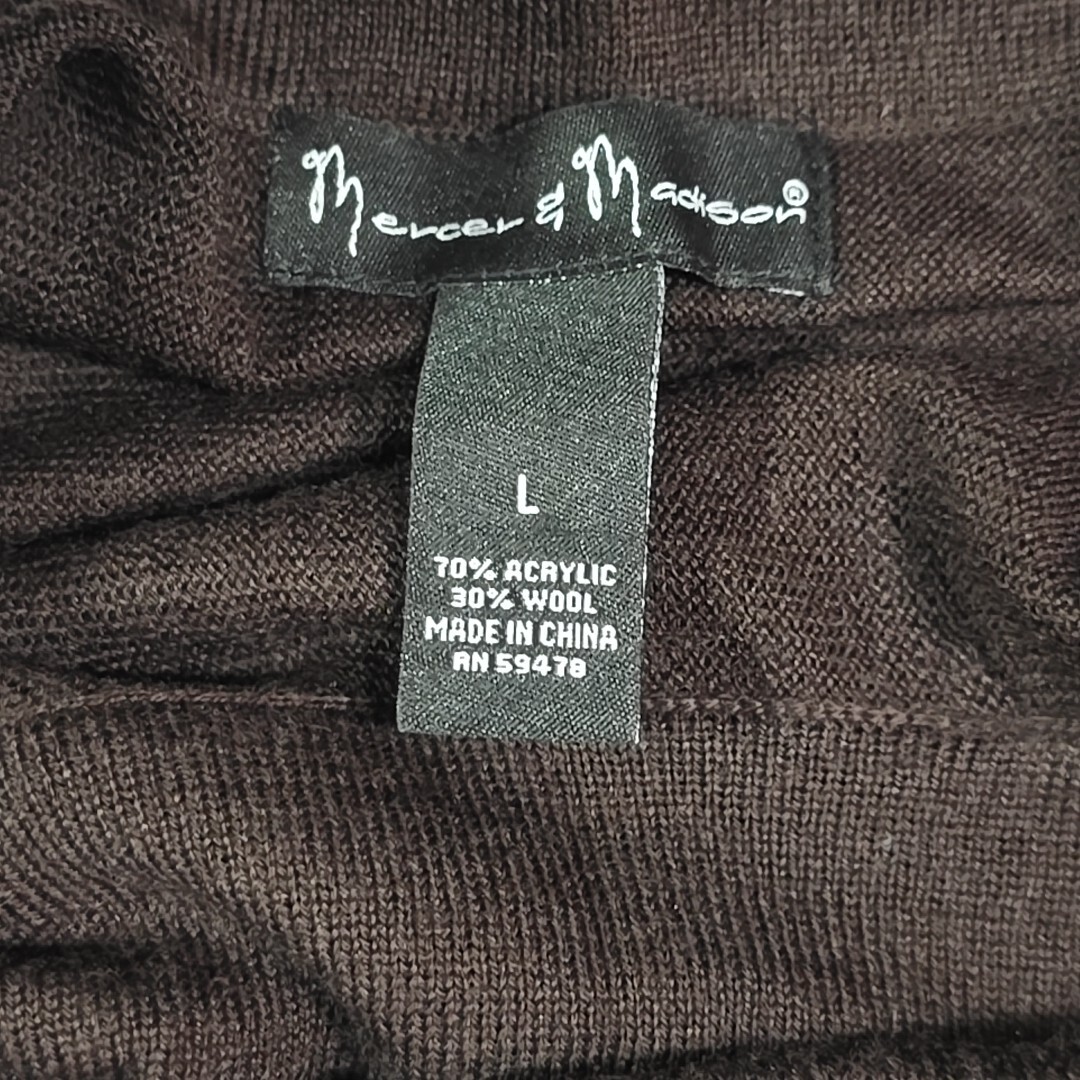 Mercer & Madison®
L
70% ACRYLIC
30% WOOL
MADE IN CHINA
RN 59478